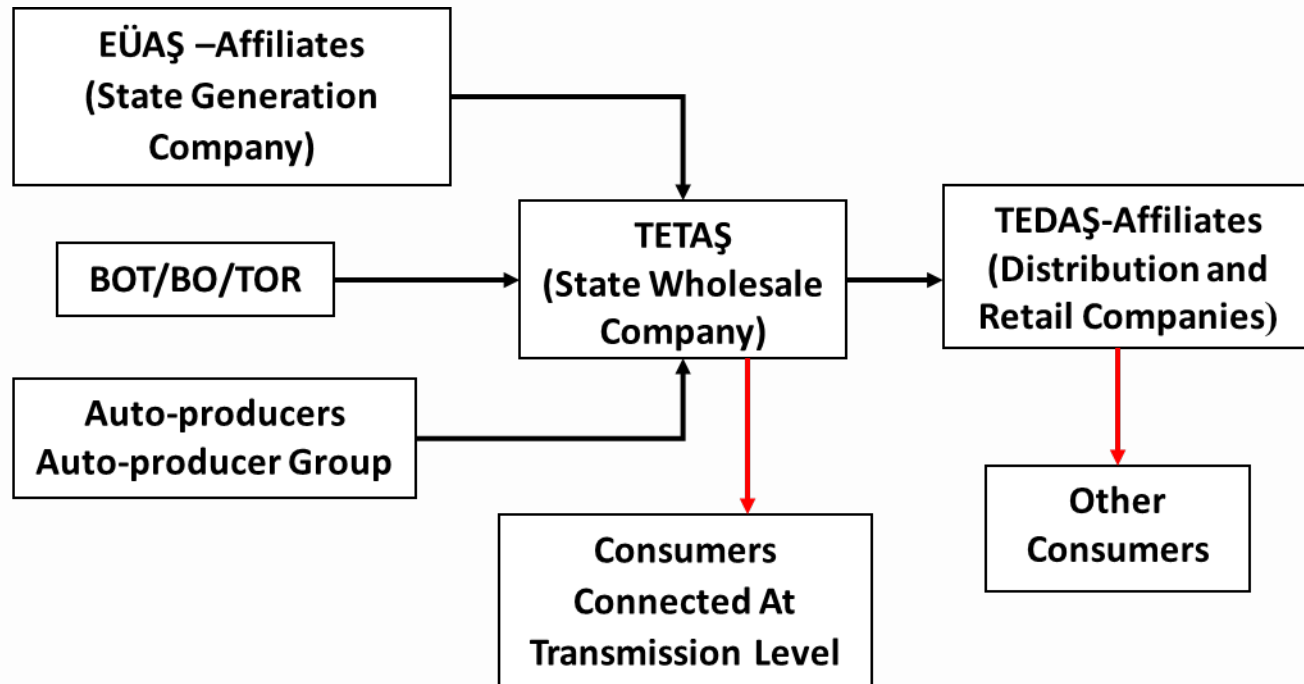 EÜAŞ –Affiliates
(State Generation
Company)
BOT/BO/TOR
Auto-producers
Auto-producer Group
TETAŞ
(State Wholesale
Company)
TEDAŞ-Affiliates
(Distribution and
Retail Companies)
Consumers
Connected At
Transmission Level
Other
Consumers